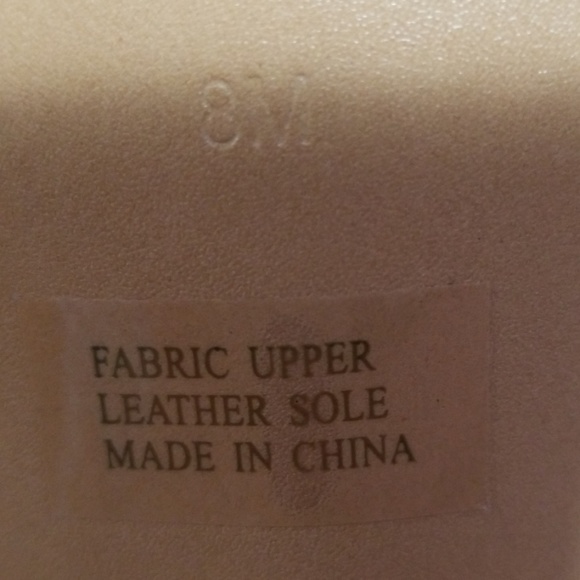 8M
FABRIC UPPER
LEATHER SOLE
MADE IN CHINA